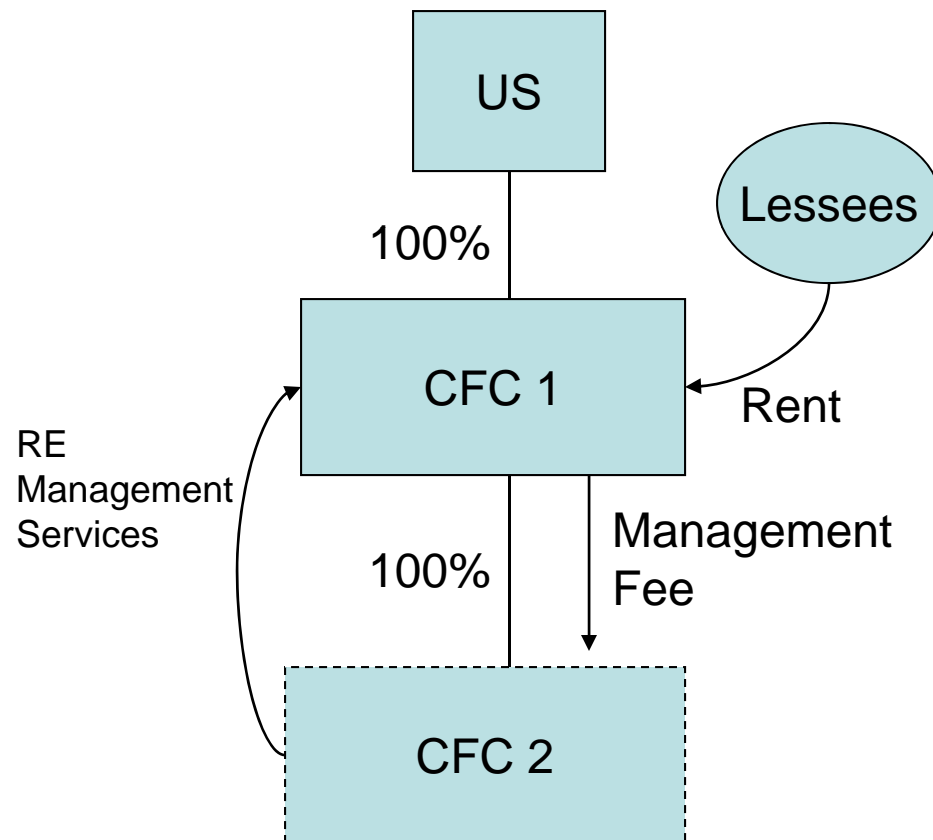 US
Lessees
100%
CFC 1
Rent
RE
Management
Services
Management
Fee
100%
CFC 2